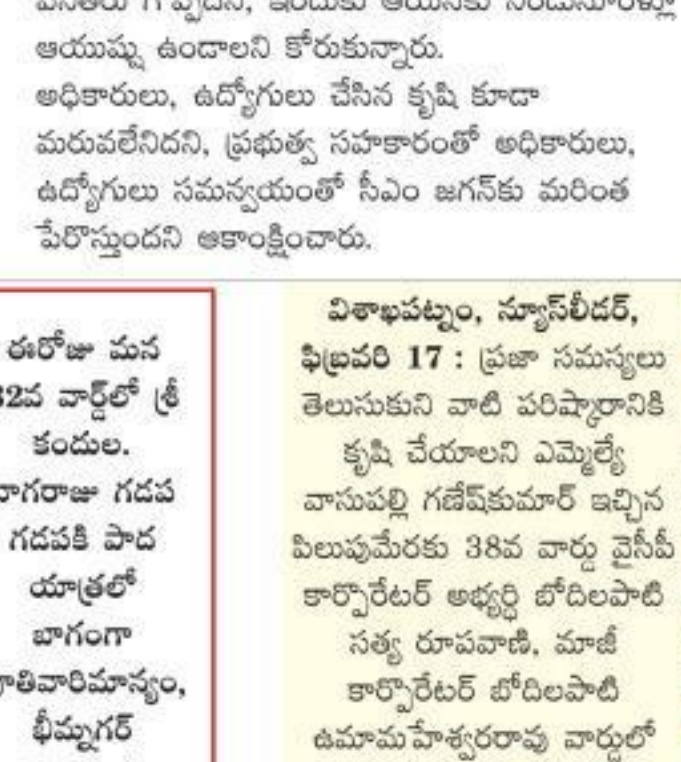 ఆయుష్షు ఉండాలని కోరుకున్నారు.
అధికారులు, ఉద్యోగులు చేసిన కృషి కూడా
మరువలేనిదని, ప్రభుత్వ సహకారంతో అధికారులు,
ఉద్యోగులు సమన్వయంతో సీఎం జగన్‌కు మరింత
పేరొస్తుందని ఆకాంక్షించారు.
ఈరోజు మన
వార్డ్‌లో శ్రీ
కందుల.
గడప
గడపకి పాద
యాత్రలో
బాగంగా
భీమ్నగర్
విశాఖపట్నం, న్యూస్‌లీడర్,
ఫిబ్రవరి 17 : ప్రజా సమస్యలు
తెలుసుకుని వాటి పరిష్కారానికి
కృషి చేయాలని ఎమ్మెల్యే
వాసుపల్లి గణేష్‌కుమార్ ఇచ్చిన
పిలుపుమేరకు 38వ వార్డు వైసీపీ
కార్పొరేటర్ అభ్యర్థి బోదిలపాటి
సత్య రూపవాణి, మాజీ
కార్పొరేటర్ బోదిలపాటి
ఉమామహేశ్వరరావు వార్డులో